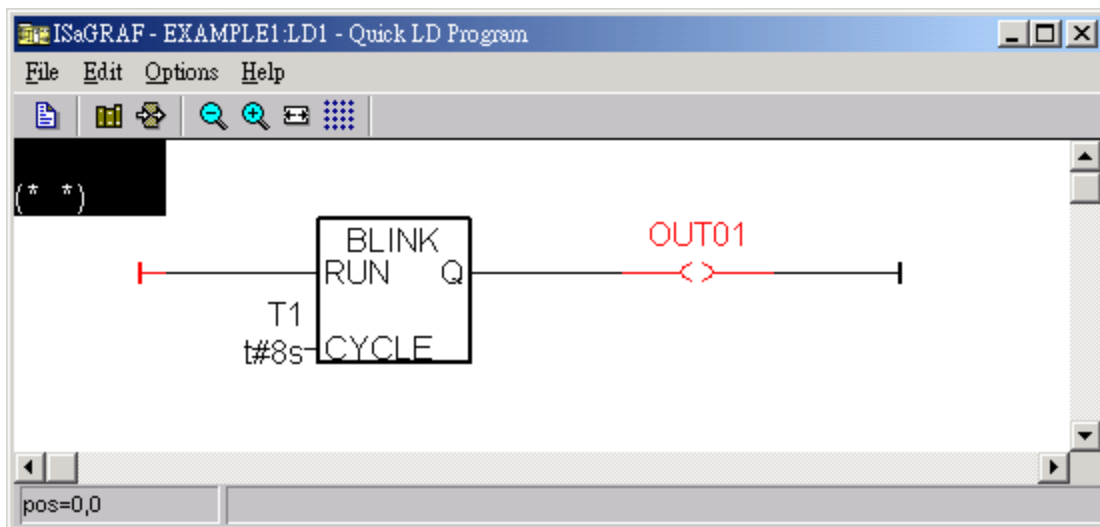 ISaGRAF - EXAMPLE1:LD1 - Quick LD Program
File Edit Options Help
(* *)
BLINK
OUT01
RUN Q
T1
t#8s CYCLE
pos=0,0